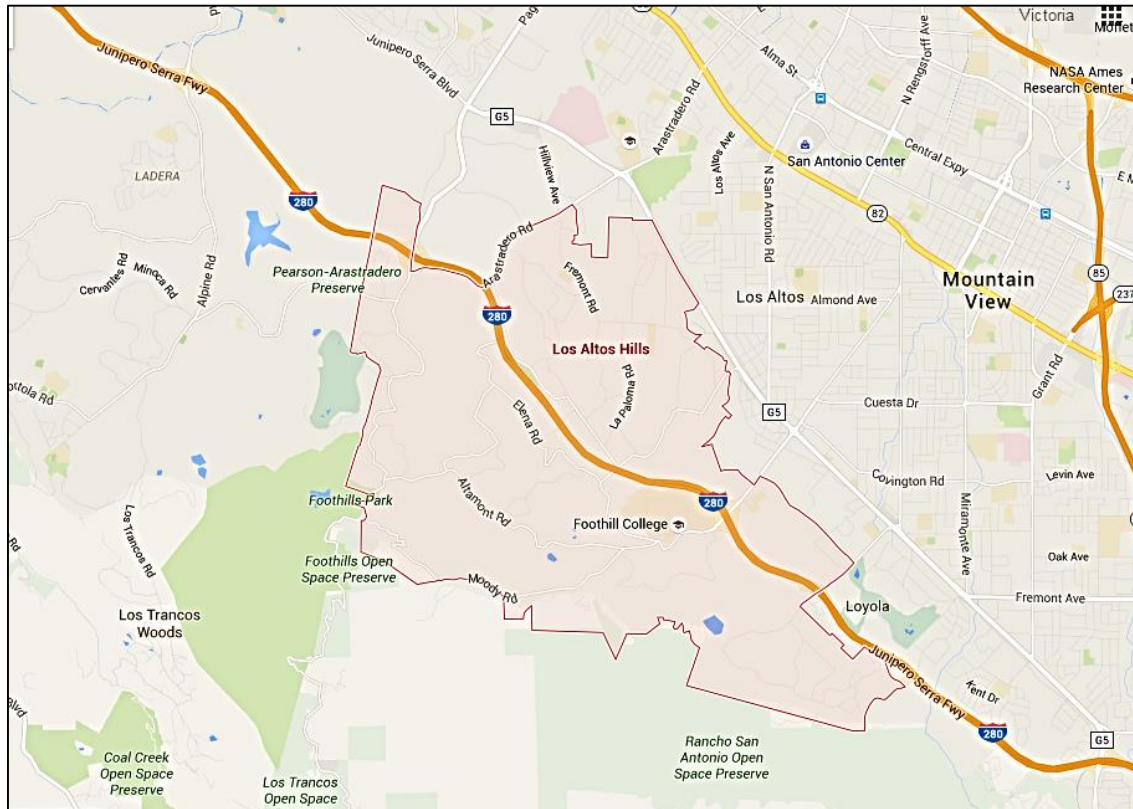 Victoria
Moffet
Junipero Serra Fwy
Junipero Serra Blvd
Pag
Alma St
N Rengstorff Ave
NASA Ames
Research Center
G5
Arastradero Rd
Hillview Ave
Los Altos Ave
San Antonio Center
Central Expy
E M
N San Antonio Rd
LADERA
280
82
Arastradero Rd
Cervantes Rd
Minoca Rd
Alpine Rd
Pearson-Arastradero
Preserve
Fremont Rd
Mountain
View
85
237
Los Altos
Almond Ave
280
Los Altos Hills
Grant Rd
La Paloma Rd
Cuesta Dr
G5
Elena Rd
ortola Rd
Covington Rd
Levin Ave
Foothills Park
Altamont Rd
280
Foothill College
Miramonte Ave
Los Trancos Rd
Rd
Oak Ave
Foothills Open
Space Preserve
Moody Rd
Fremont Ave
Los Trancos
Woods
Loyola
Junipero Serra Fwy
Kent Dr
Blvd
280
G5
Coal Creek
Open Space
Preserve
Rancho San
Antonio Open
Space Preserve
Los Trancos
Open Space